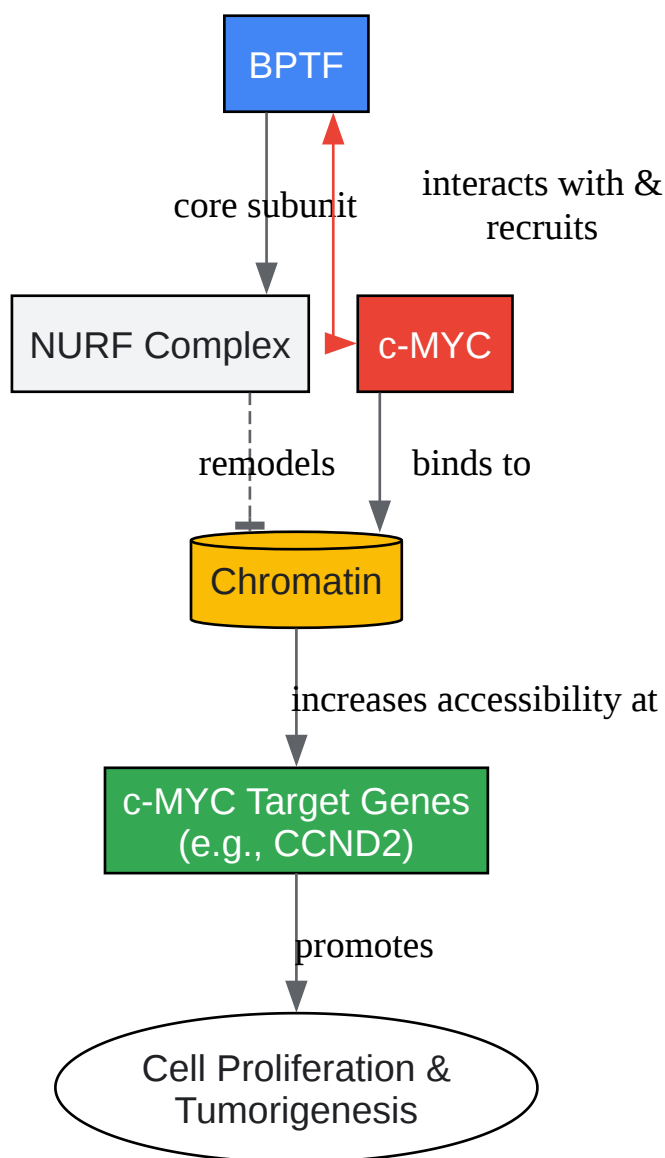 BPTF
core subunit
interacts with &
recruits
NURF Complex
c-MYC
remodels
binds to
Chromatin
increases accessibility at
c-MYC Target Genes
(e.g., CCND2)
promotes
Cell Proliferation &
Tumorigenesis